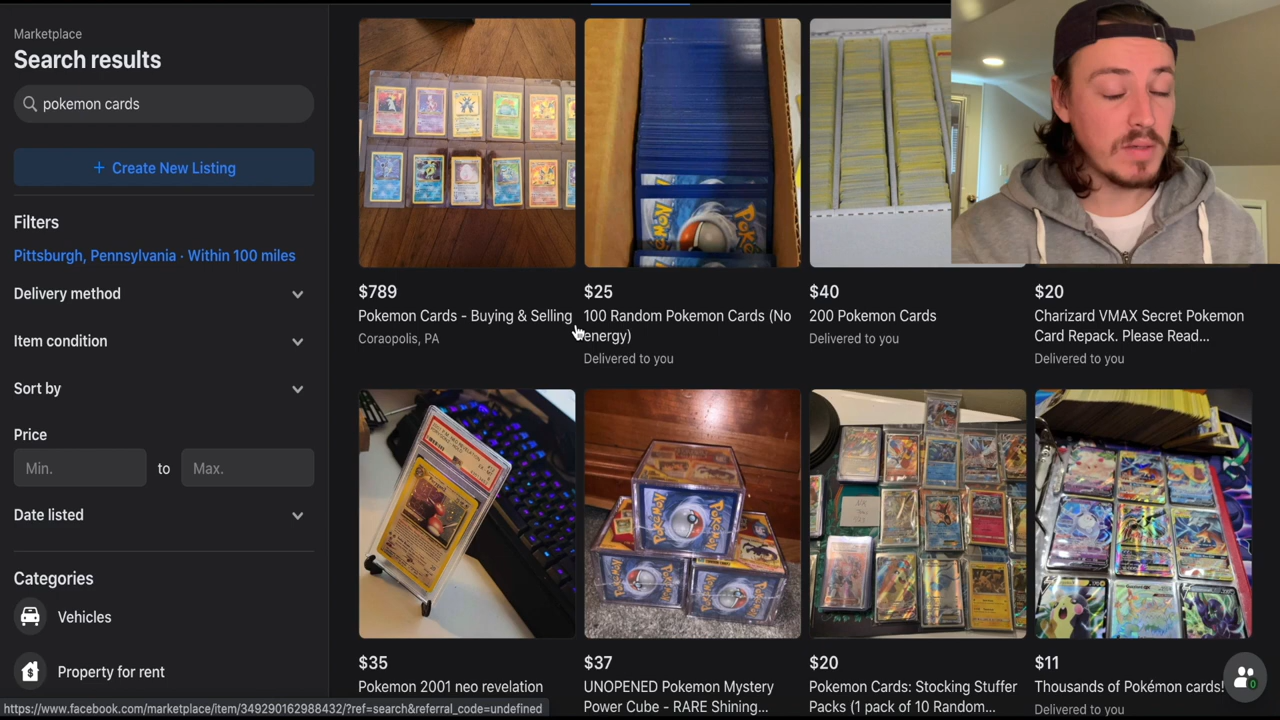 Marketplace
Search results
pokemon cards
+ Create New Listing
Filters
Pittsburgh, Pennsylvania · Within 100 miles
Delivery method
Item condition
Sort by
Price
Min.
to
Max.
Date listed
Categories
Vehicles
Property for rent
$789
Pokemon Cards - Buying & Selling
Coraopolis, PA
$25
100 Random Pokemon Cards (No
energy)
Delivered to you
$40
200 Pokemon Cards
Delivered to you
$20
Charizard VMAX Secret Pokemon
Card Repack. Please Read...
Delivered to you
$35
Pokemon 2001 neo revelation
$37
UNOPENED Pokemon Mystery
Power Cube - RARE Shining...
$20
Pokemon Cards: Stocking Stuffer
Packs (1 pack of 10 Random...
$11
Thousands of Pokémon cards!
Delivered to you
0
https://www.facebook.com/marketplace/item/349290162988432/?ref=search&referral_code=undefined